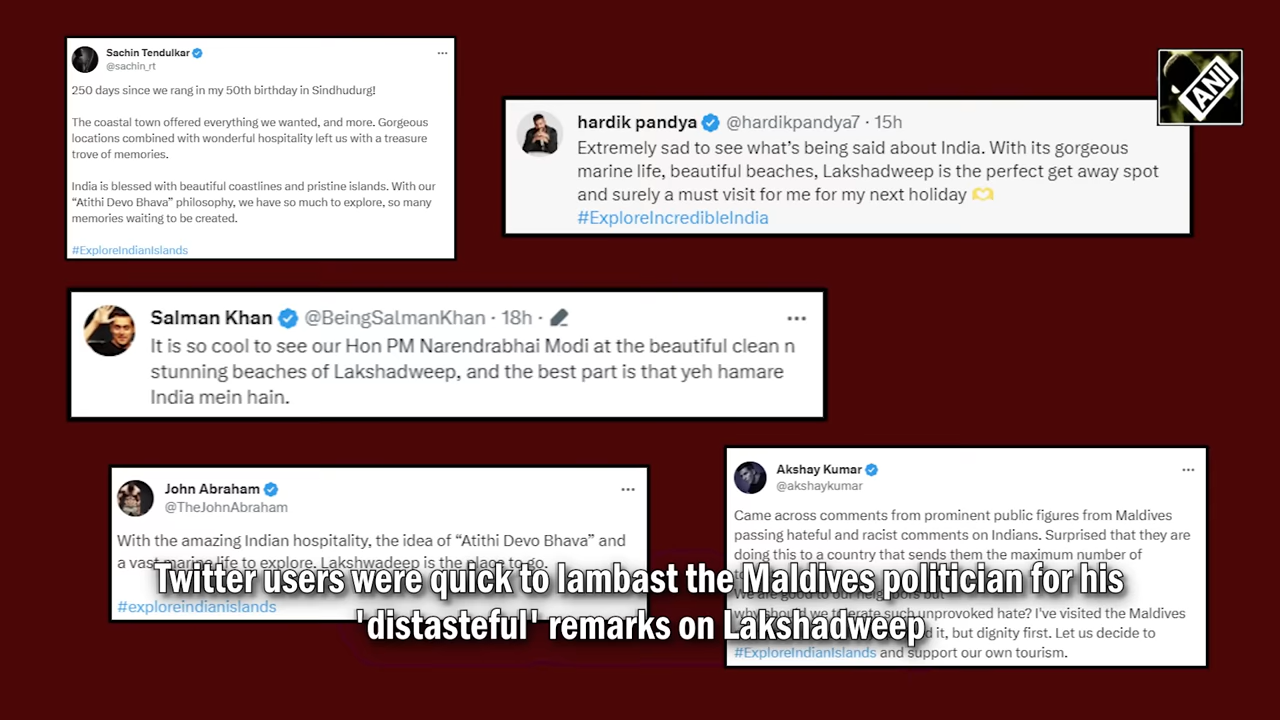 Sachin Tendulkar
@sachin_rt
250 days since we rang in my 50th birthday in Sindhudurg!
The coastal town offered everything we wanted, and more. Gorgeous
locations combined with wonderful hospitality left us with a treasure
trove of memories.
India is blessed with beautiful coastlines and pristine islands. With our
“Atithi Devo Bhava” philosophy, we have so much to explore, so many
memories waiting to be created.
#ExploreIndianIslands
ANI
hardik pandya @hardikpandya7 · 15h
Extremely sad to see what’s being said about India. With its gorgeous
marine life, beautiful beaches, Lakshadweep is the perfect get away spot
and surely a must visit for me for my next holiday
#ExploreIncredibleIndia
Salman Khan @BeingSalmanKhan · 18h ·
It is so cool to see our Hon PM Narendrabhai Modi at the beautiful clean n
stunning beaches of Lakshadweep, and the best part is that yeh hamare
India mein hain.
John Abraham
@TheJohnAbraham
With the amazing Indian hospitality, the idea of “Atithi Devo Bhava” and
a vast marine life to explore. Lakshwadeep is the place to go.
#exploreindianislands
Akshay Kumar
@akshaykumar
Came across comments from prominent public figures from Maldives
passing hateful and racist comments on Indians. Surprised that they are
doing this to a country that sends them the maximum number of
We are good to our neighbors but
why should we tolerate such unprovoked hate? I've visited the Maldives
it, but dignity first. Let us decide to
#ExploreIndianIslands and support our own tourism.
Twitter users were quick to lambast the Maldives politician for his
'distasteful' remarks on Lakshadweep